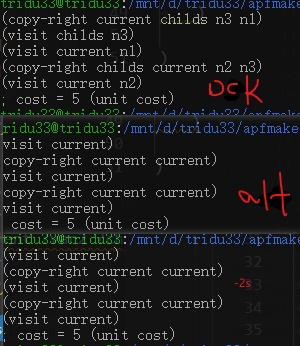 tridu33@tridu33:/mnt/d/tridu33/apfmake
(copy-right current childs n3 n1)
(visit childs n3)
(visit current n1)
(copy-right childs current n2 n3)
(visit current n2)
; cost = 5 (unit cost)
tridu33@tridu33:/mnt/d/tridu33/apfmake
visit current)
copy-right current current)
visit current)
copy-right current current)
visit current)
cost = 5 (unit cost)
alt
tridu33@tridu33:/mnt/d/tridu33/apfmake
(visit current)
(copy-right current current)
(visit current)
(copy-right current current)
(visit current)
; cost = 5 (unit cost)
32
-2s
34
35